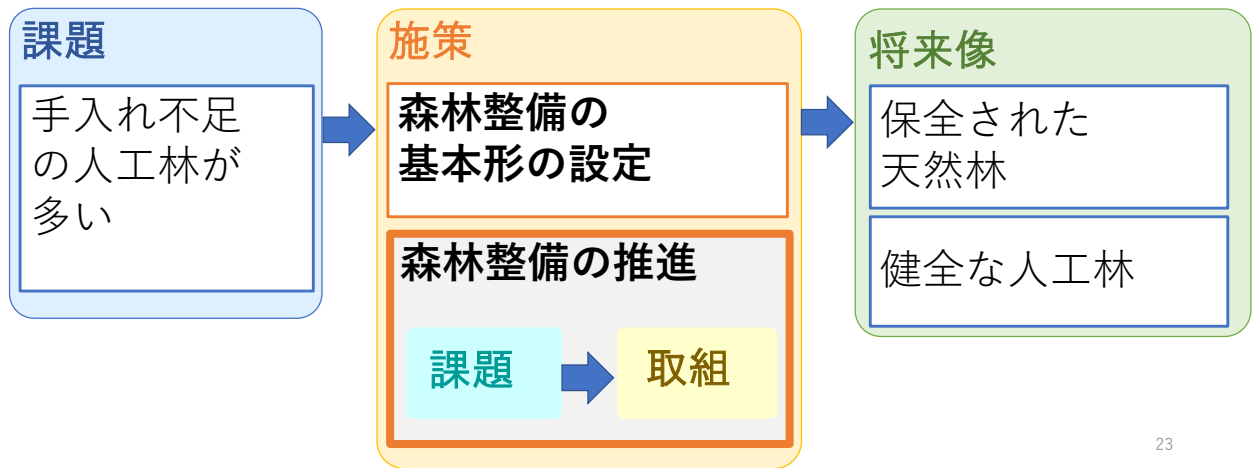 課題
手入れ不足
の人工林が
多い
施策
森林整備の
基本形の設定
森林整備の推進
課題
取組
将来像
保全された
天然林
健全な人工林
23